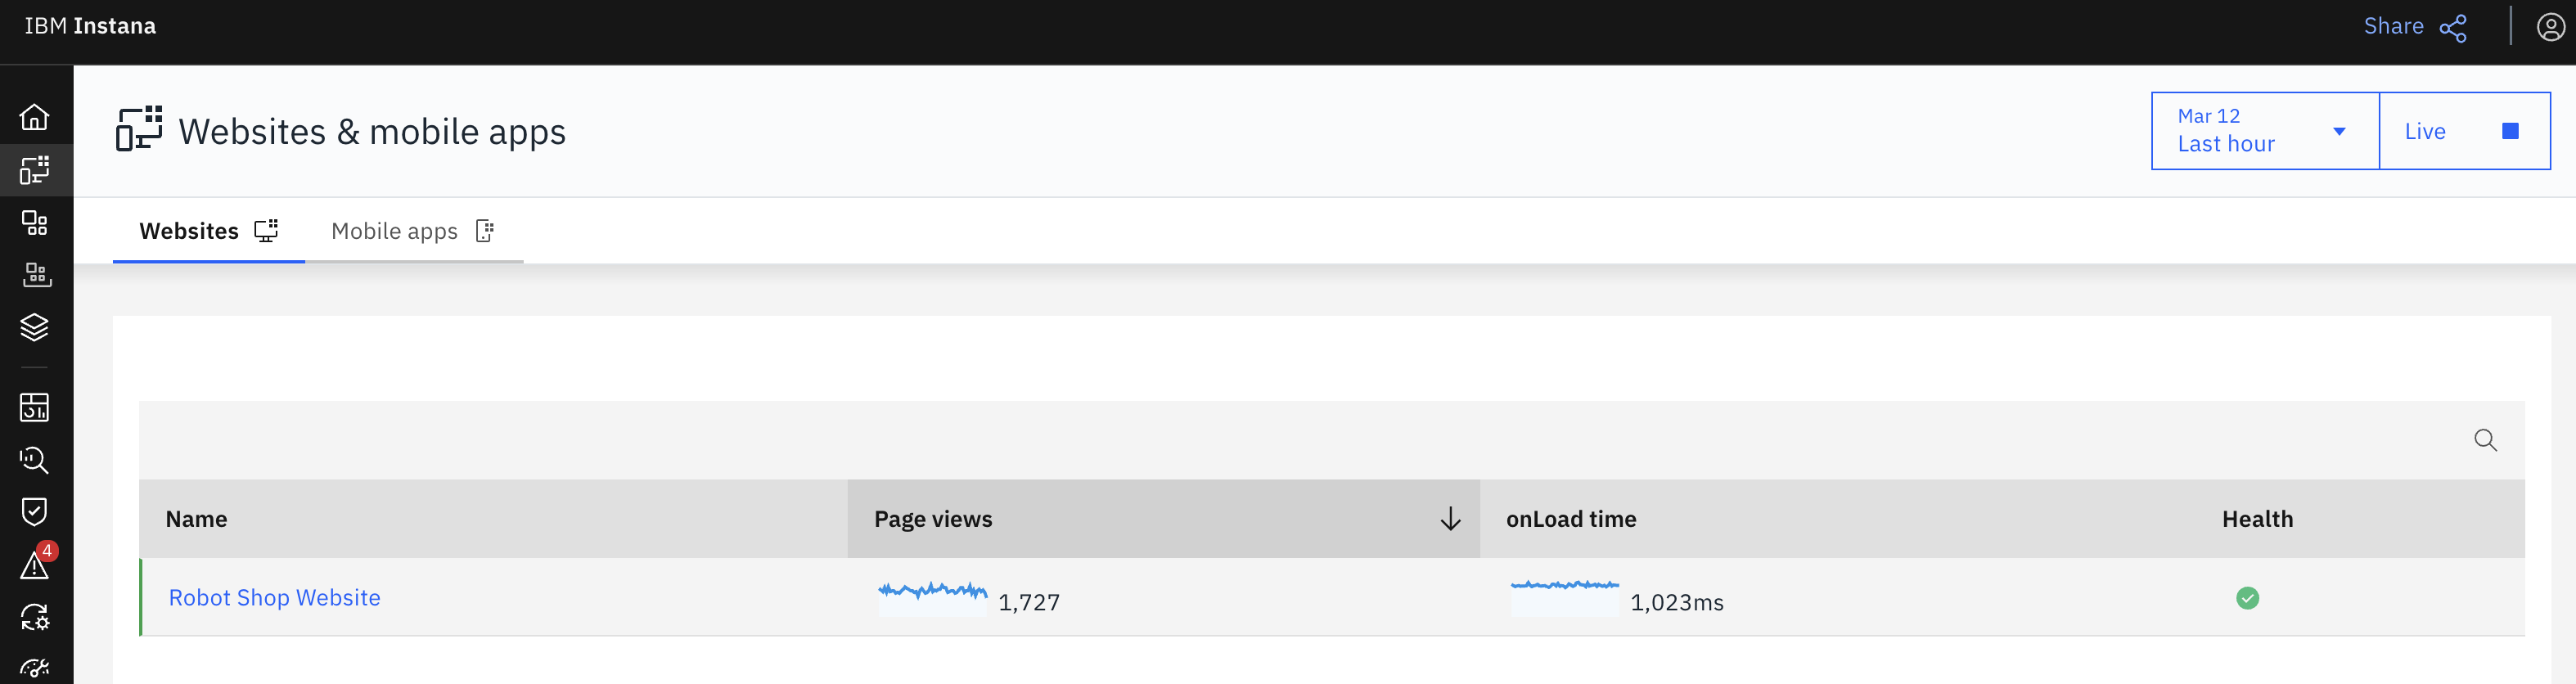 IBM Instana
Share
Websites & mobile apps
Mar 12
Last hour
Live
Websites
Mobile apps
Name
Page views
onLoad time
Health
4
Robot Shop Website
1,727
1,023ms